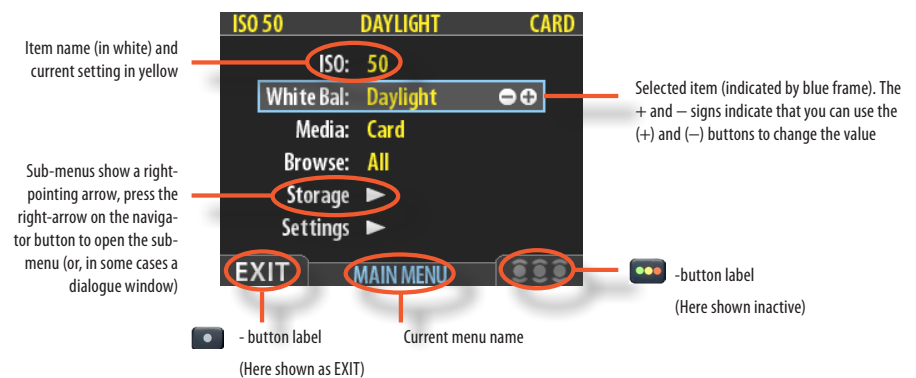 ISO 50 DAYLIGHT CARD
ISO: 50
White Bal: Daylight
Media: Card
Browse: All
Storage
Settings
EXIT MAIN MENU
Item name (in white) and
current setting in yellow
Selected item (indicated by blue frame). The
+ and – signs indicate that you can use the
(+) and (–) buttons to change the value
Sub-menus show a right-
pointing arrow, press the
right-arrow on the naviga-
tor button to open the sub-
menu (or, in some cases a
dialogue window)
-button label
(Here shown inactive)
- button label
(Here shown as EXIT)
Current menu name